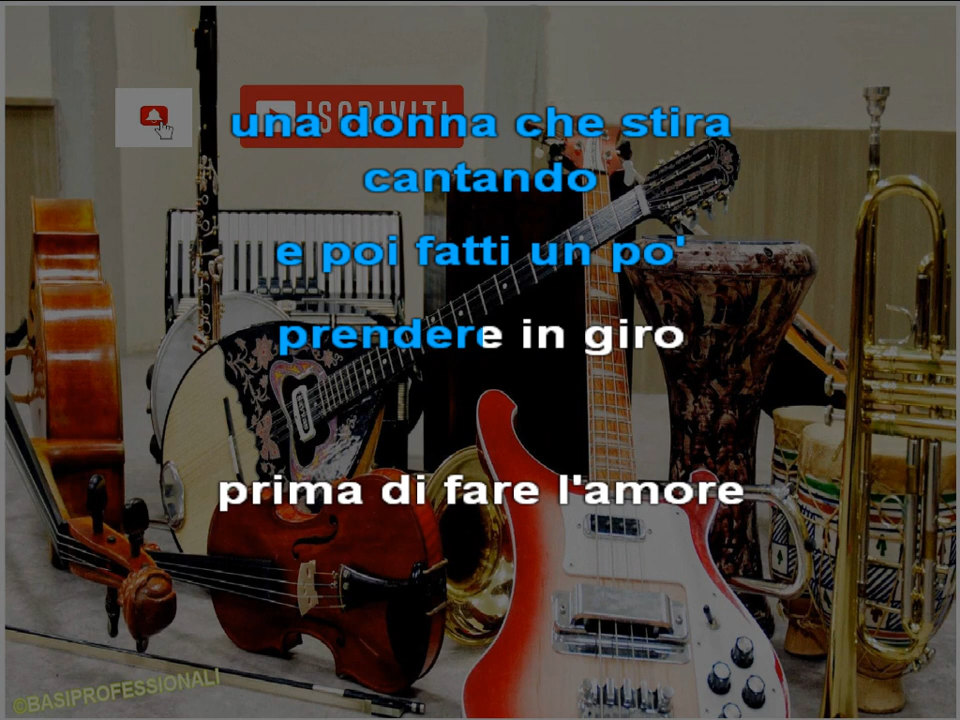 ISCRIVITI
una donna che stira
cantando
e poi fatti un po'
prendere in giro
prima di fare l'amore
©BASIPROFESSIONALI